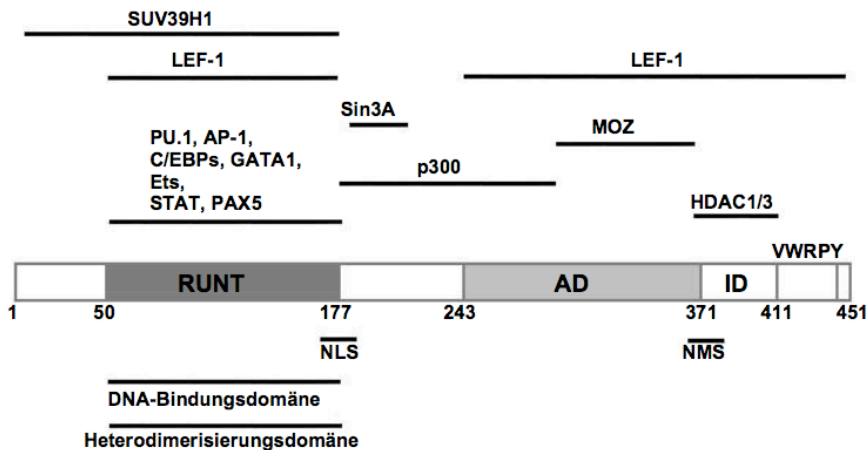 SUV39H1
LEF-1
LEF-1
Sin3A
PU.1, AP-1,
C/EBPs, GATA1,
Ets,
STAT, PAX5
MOZ
p300
HDAC1/3
VWRPY
RUNT
AD
ID
1
50
177
243
371
411
451
NLS
NMS
DNA-Bindungsdomäne
Heterodimerisierungsdomäne